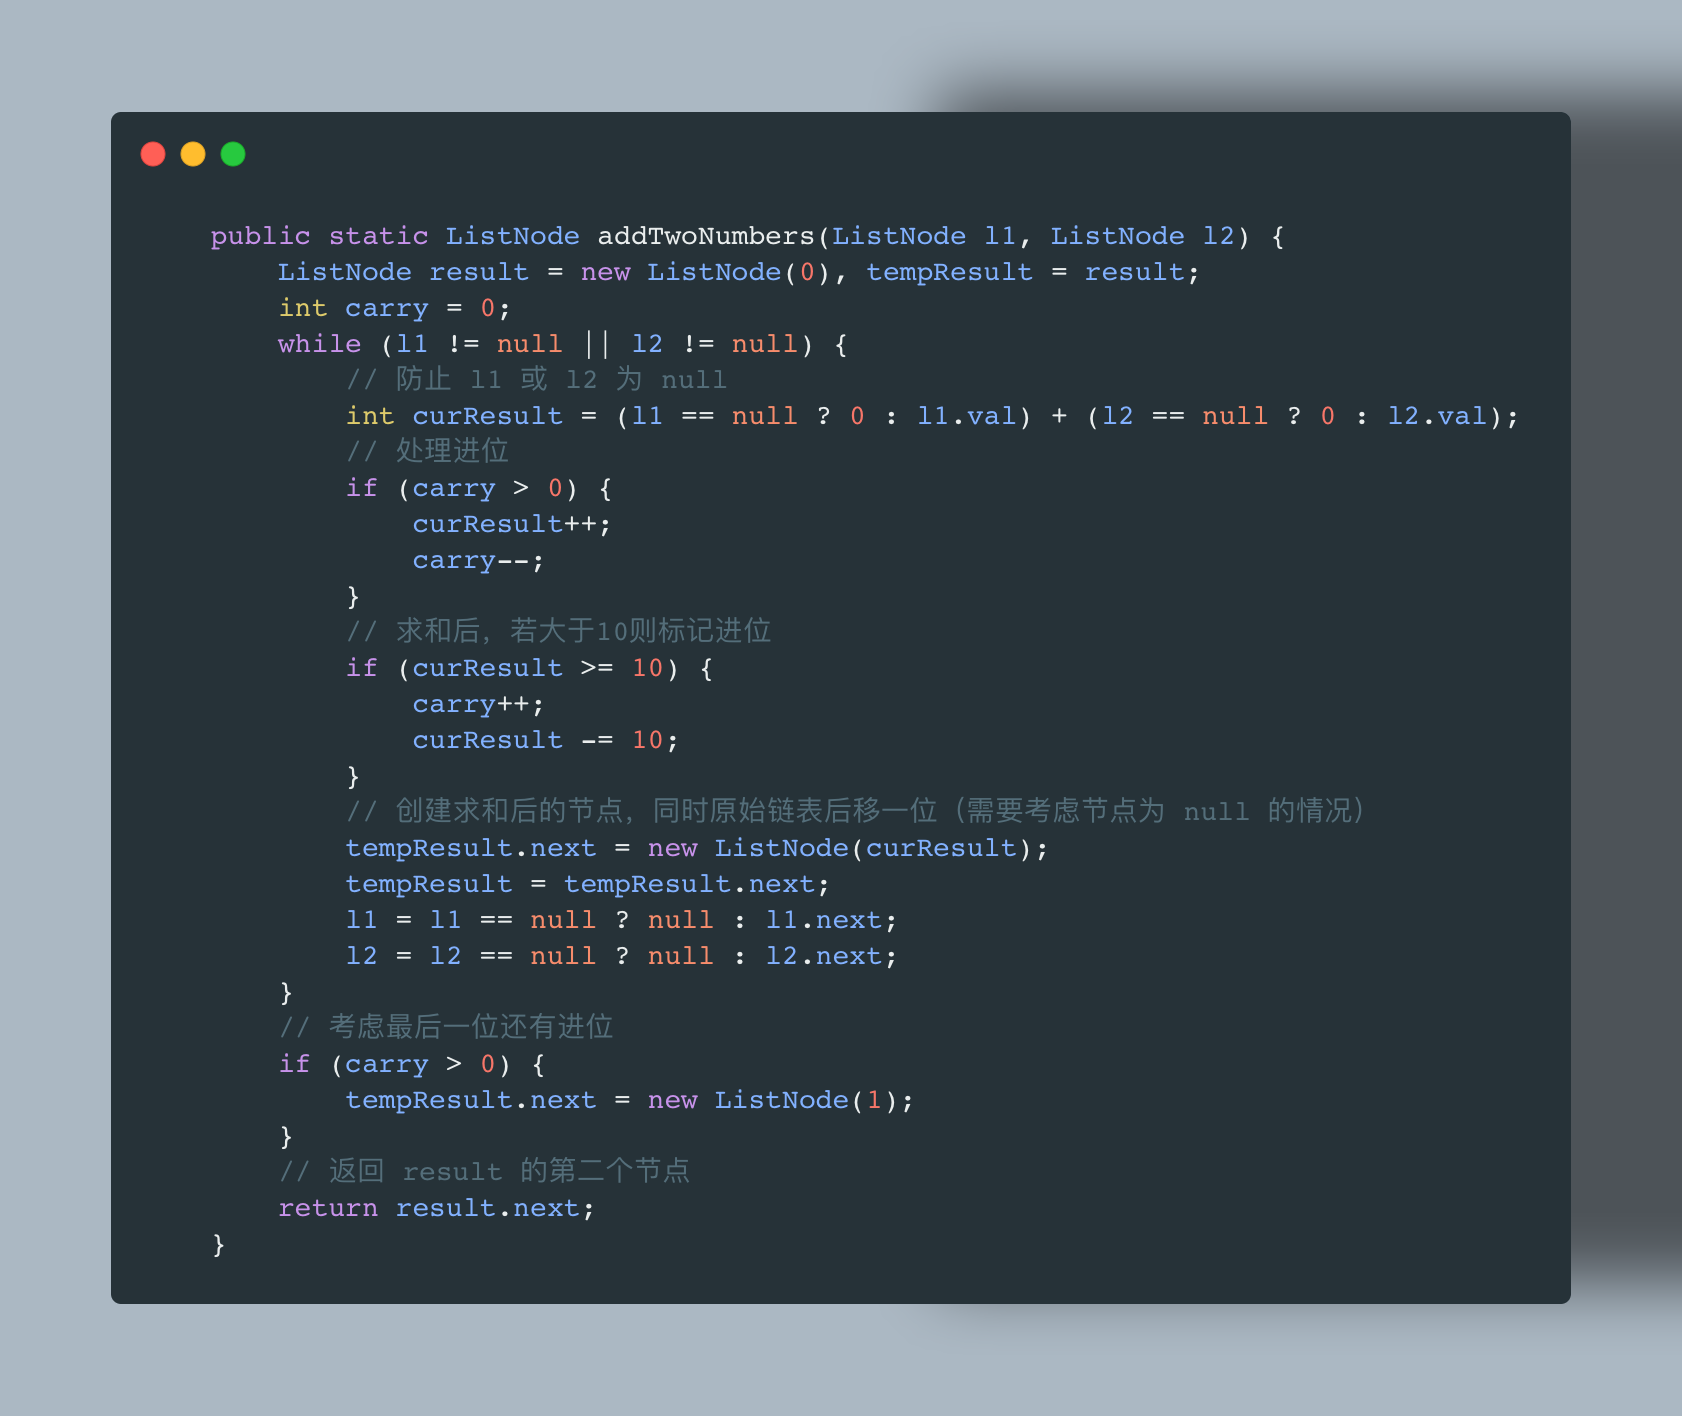 public static ListNode addTwoNumbers(ListNode l1, ListNode l2) {
    ListNode result = new ListNode(0), tempResult = result;
    int carry = 0;
    while (l1 != null || l2 != null) {
        // 防止 l1 或 l2 为 null
        int curResult = (l1 == null ? 0 : l1.val) + (l2 == null ? 0 : l2.val);
        // 处理进位
        if (carry > 0) {
            curResult++;
            carry--;
        }
        // 求和后，若大于10则标记进位
        if (curResult >= 10) {
            carry++;
            curResult -= 10;
        }
        // 创建求和后的节点，同时原始链表后移一位（需要考虑节点为 null 的情况）
        tempResult.next = new ListNode(curResult);
        tempResult = tempResult.next;
        l1 = l1 == null ? null : l1.next;
        l2 = l2 == null ? null : l2.next;
    }
    // 考虑最后一位还有进位
    if (carry > 0) {
        tempResult.next = new ListNode(1);
    }
    // 返回 result 的第二个节点
    return result.next;
}